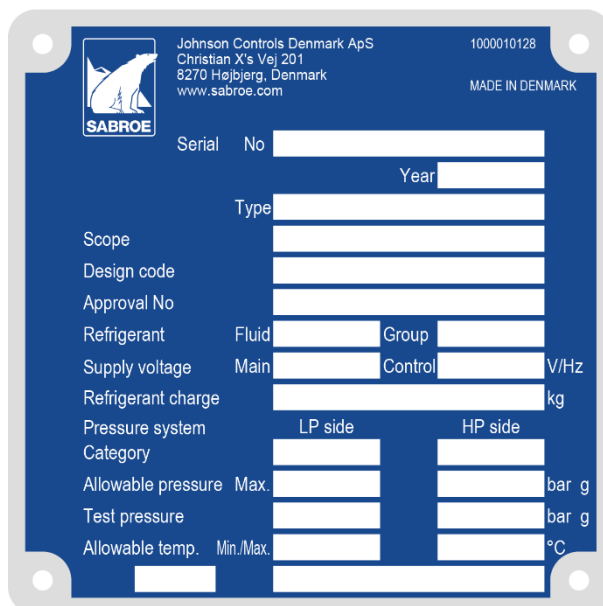 Johnson Controls Denmark ApS
Christian X's Vej 201
8270 Højbjerg, Denmark
www.sabroe.com
1000010128
MADE IN DENMARK
SABROE
Serial No
Year
Type
Scope
Design code
Approval No
Refrigerant Fluid Group
Supply voltage Main Control V/Hz
Refrigerant charge kg
Pressure system LP side HP side
Category
Allowable pressure Max. bar g
Test pressure bar g
Allowable temp. Min./Max. °C